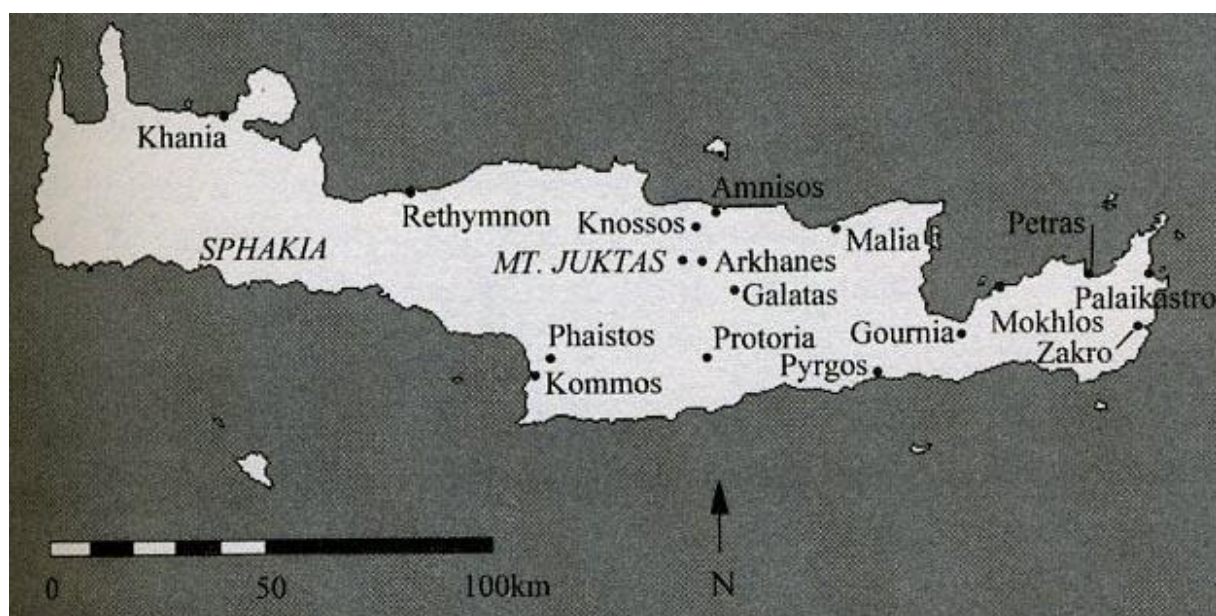 Khania
Amnisos
Rethymnon
Knossos
Petras
Malia
SPHAKIA
MT. JUKTAS
Arkhanes
Galatas
Palaikastro
Mokhlos
Gournia
Zakro
Phaistos
Protoria
Pyrgos
Kommos
0
50
100km
N